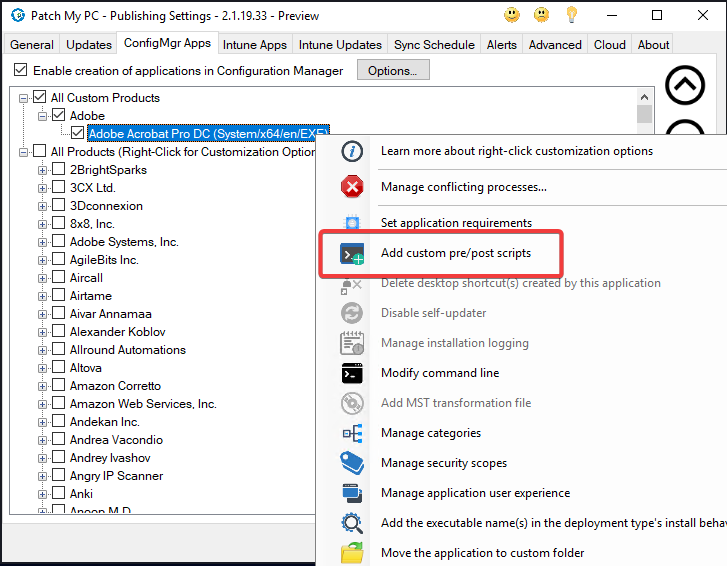 Patch My PC - Publishing Settings - 2.1.19.33 - Preview
General Updates ConfigMgr Apps Intune Apps Intune Updates Sync Schedule Alerts Advanced Cloud About
Enable creation of applications in Configuration Manager Options...
All Custom Products
Adobe
Adobe Acrobat Pro DC (System/x64/en/EXE)
All Products (Right-Click for Customization Option
2BrightSparks
3CX Ltd.
3Dconnexion
8x8, Inc.
Adobe Systems, Inc.
AgileBits Inc.
Aircall
Airtame
Aivar Annamaa
Alexander Koblov
Allround Automations
Altova
Amazon Corretto
Amazon Web Services, Inc.
Andekan Inc.
Andrea Vacondio
Andrey Ivashov
Angry IP Scanner
Anki
Anoop M D
Learn more about right-click customization options
Manage conflicting processes...
Set application requirements
Add custom pre/post scripts
Delete desktop shortcut(s) created by this application
Disable self-updater
Manage installation logging
Modify command line
Add MST transformation file
Manage categories
Manage security scopes
Manage application user experience
Add the executable name(s) in the deployment type's install behav
Move the application to custom folder